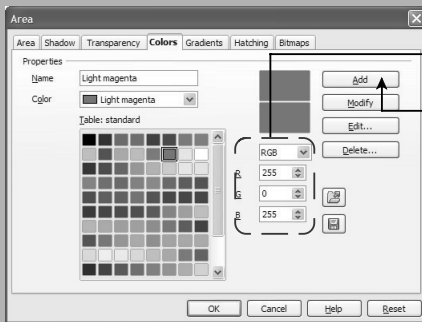 Area
Area Shadow Transparency Colors Gradients Hatching Bitmaps
Properties
Name Light magenta Add
Color Light magenta Modify
Table: standard Edit...
RGB Delete...
R 255
G 0
B 255
OK Cancel Help Reset